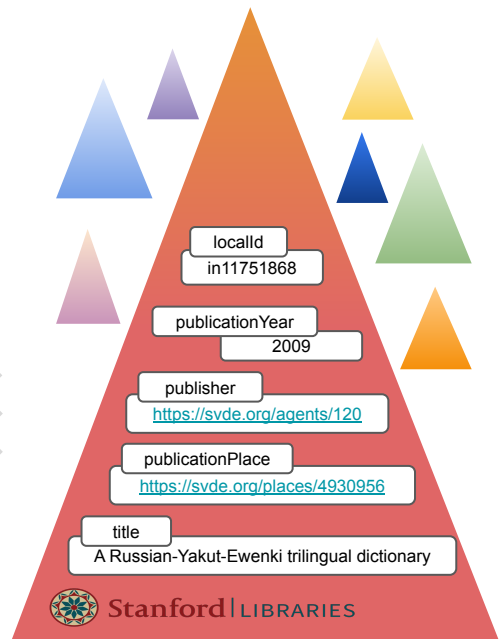 localId
in11751868
publicationYear
2009
publisher
https://svde.org/agents/120
publicationPlace
https://svde.org/places/4930956
title
A Russian-Yakut-Ewenki trilingual dictionary
Stanford | LIBRARIES